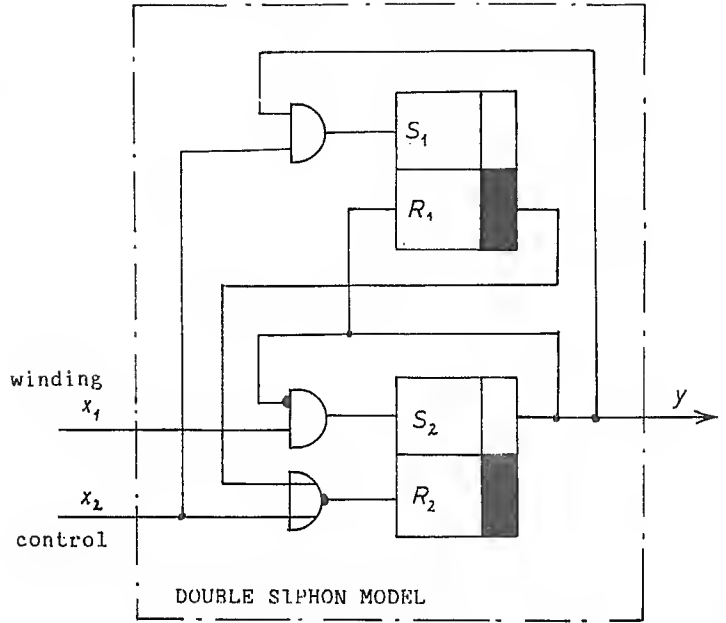 S1
R1
winding
x1
S2
y
x2
R2
control
DOUBLE SIPHON MODEL